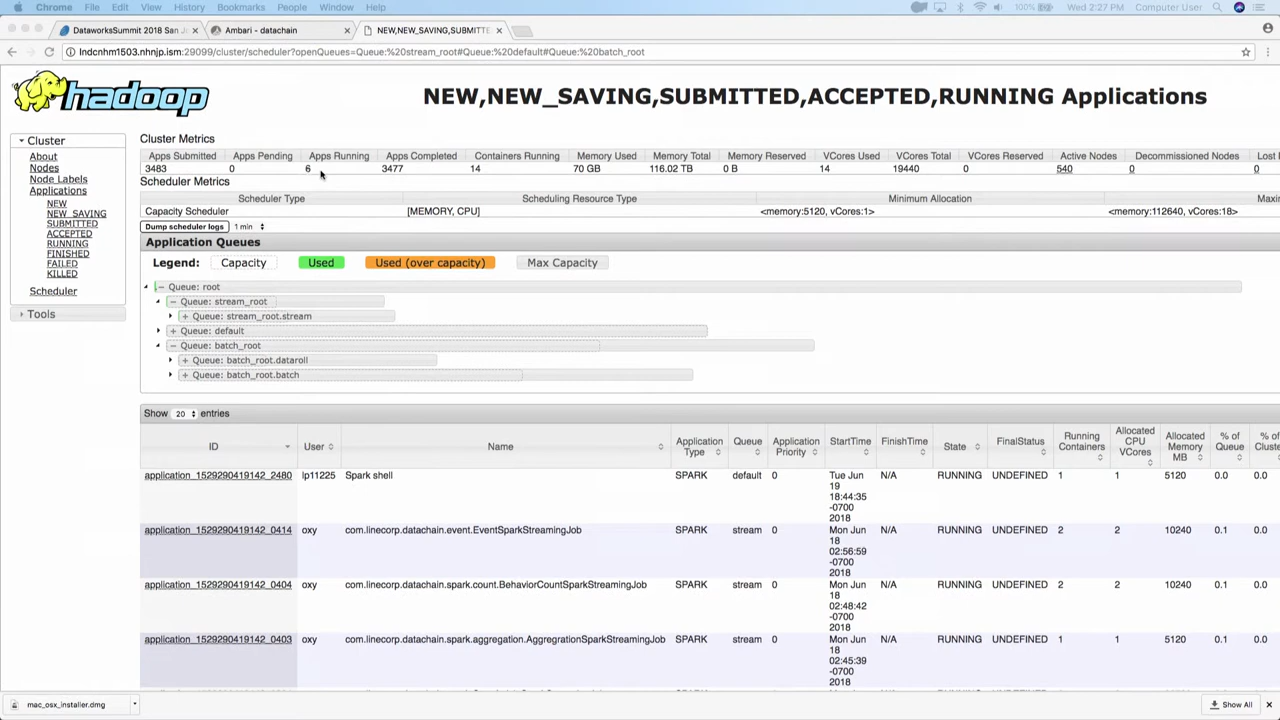 Chrome File Edit View History Bookmarks People Window Help 100% Wed 2:27 PM Computer User
DataworksSummit 2018 San J Ambari - datachain NEW,NEW_SAVING,SUBMITTE
lndcnhm1503.nhnjp.ism:29099/cluster/scheduler?openQueues=Queue:%20stream_root#Queue:%20default#Queue:%20batch_root
hadoop
NEW,NEW_SAVING,SUBMITTED,ACCEPTED,RUNNING Applications
Cluster
About
Nodes
Node Labels
Applications
NEW
NEW_SAVING
SUBMITTED
ACCEPTED
RUNNING
FINISHED
FAILED
KILLED
Scheduler
Tools
Cluster Metrics
Apps Submitted Apps Pending Apps Running Apps Completed Containers Running Memory Used Memory Total Memory Reserved VCores Used VCores Total VCores Reserved Active Nodes Decommissioned Nodes Lost
3483 0 6 3477 14 70 GB 116.02 TB 0 B 14 19440 0 540 0 0
Scheduler Metrics
Scheduler Type Scheduling Resource Type Minimum Allocation
Capacity Scheduler [MEMORY, CPU] <memory:5120, vCores:1> <memory:112640, vCores:18>
Dump scheduler logs 1 min
Application Queues
Legend: Capacity Used Used (over capacity) Max Capacity
Queue: root
Queue: stream_root
+ Queue: stream_root.stream
+ Queue: default
Queue: batch_root
+ Queue: batch_root.dataroll
+ Queue: batch_root.batch
Show 20 entries
ID User Name Application Type Queue Application Priority StartTime FinishTime State FinalStatus Running Containers Allocated CPU VCores Allocated Memory MB % of Queue % of Cluste
application_1529290419142_2480 lp11225 Spark shell SPARK default 0 Tue Jun 19 18:44:35 -0700 2018 N/A RUNNING UNDEFINED 1 1 5120 0.0 0.0
application_1529290419142_0414 oxy com.linecorp.datachain.event.EventSparkStreamingJob SPARK stream 0 Mon Jun 18 02:56:59 -0700 2018 N/A RUNNING UNDEFINED 2 2 10240 0.1 0.0
application_1529290419142_0404 oxy com.linecorp.datachain.spark.count.BehaviorCountSparkStreamingJob SPARK stream 0 Mon Jun 18 02:48:42 -0700 2018 N/A RUNNING UNDEFINED 2 2 10240 0.1 0.0
application_1529290419142_0403 oxy com.linecorp.datachain.spark.aggregation.AggregrationSparkStreamingJob SPARK stream 0 Mon Jun 18 02:45:39 -0700 2018 N/A RUNNING UNDEFINED 1 1 5120 0.1 0.0
mac_osx_installer.dmg Show All